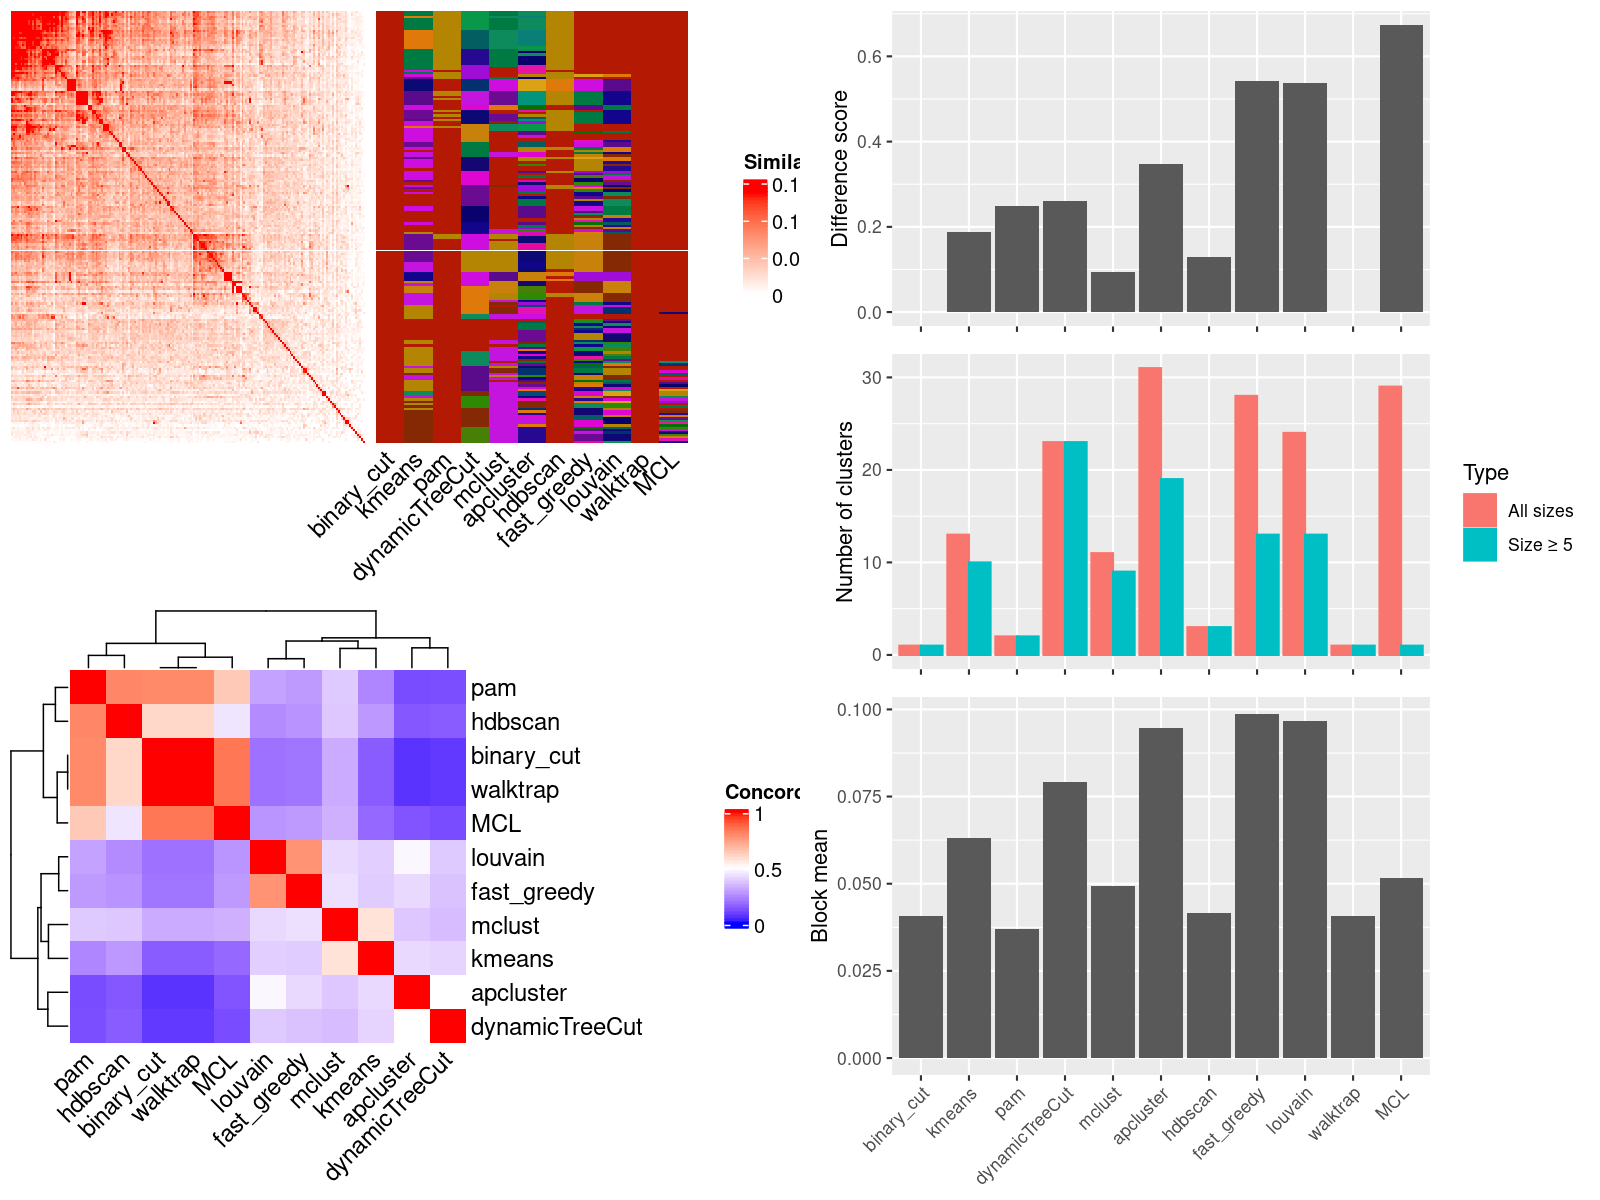 Simila
0.1
0.1
0.0
0
binary_cut
kmeans
pam
dynamicTreeCut
mclust
apcluster
hdbscan
fast_greedy
louvain
walktrap
MCL
pam
hdbscan
binary_cut
walktrap
MCL
louvain
fast_greedy
mclust
kmeans
apcluster
dynamicTreeCut
pam
hdbscan
binary_cut
walktrap
MCL
louvain
fast_greedy
mclust
kmeans
apcluster
dynamicTreeCut
Concord
1
0.5
0
Difference score
0.6
0.4
0.2
0.0
Number of clusters
30
20
10
0
Type
All sizes
Size ≥ 5
Block mean
0.100
0.075
0.050
0.025
0.000
binary_cut
kmeans
pam
dynamicTreeCut
mclust
apcluster
hdbscan
fast_greedy
louvain
walktrap
MCL